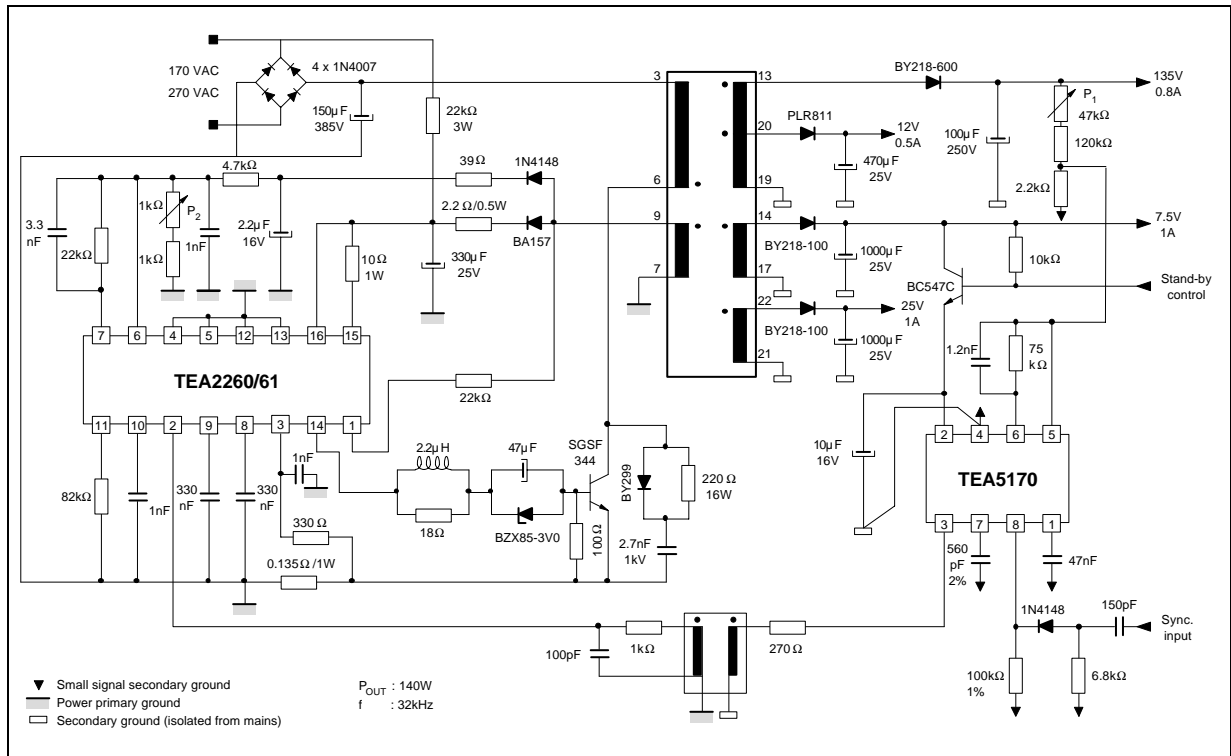 170 VAC
270 VAC
4 x 1N4007
150µF
385V
22kΩ
3W
3
13
BY218-600
135V
0.8A
P1
47kΩ
120kΩ
2.2kΩ
PLR811
20
12V
0.5A
100µF
250V
470µF
25V
4.7kΩ
39Ω
1N4148
6
19
3.3
nF
22kΩ
1kΩ
P2
1kΩ
1nF
2.2µF
16V
2.2 Ω/0.5W
BA157
9
14
7.5V
1A
10Ω
1W
330µF
25V
7
BY218-100
1000µF
25V
17
10kΩ
BC547C
Stand-by
control
22
25V
1A
BY218-100
1000µF
25V
21
7
6
4
5
12
13
16
15
TEA2260/61
11
10
2
9
8
3
14
1
22kΩ
1.2nF
75
kΩ
2
4
6
5
TEA5170
3
7
8
1
10µF
16V
2.2µH
47µF
SGSF
344
BY299
220Ω
16W
1nF
82kΩ
1nF
330
nF
330
nF
330Ω
18Ω
BZX85-3V0
100Ω
2.7nF
1kV
0.135Ω/1W
560
pF
2%
47nF
1N4148
150pF
Sync.
input
100pF
1kΩ
270Ω
100kΩ
1%
6.8kΩ
Small signal secondary ground
Power primary ground
Secondary ground (isolated from mains)
POUT : 140W
f : 32kHz